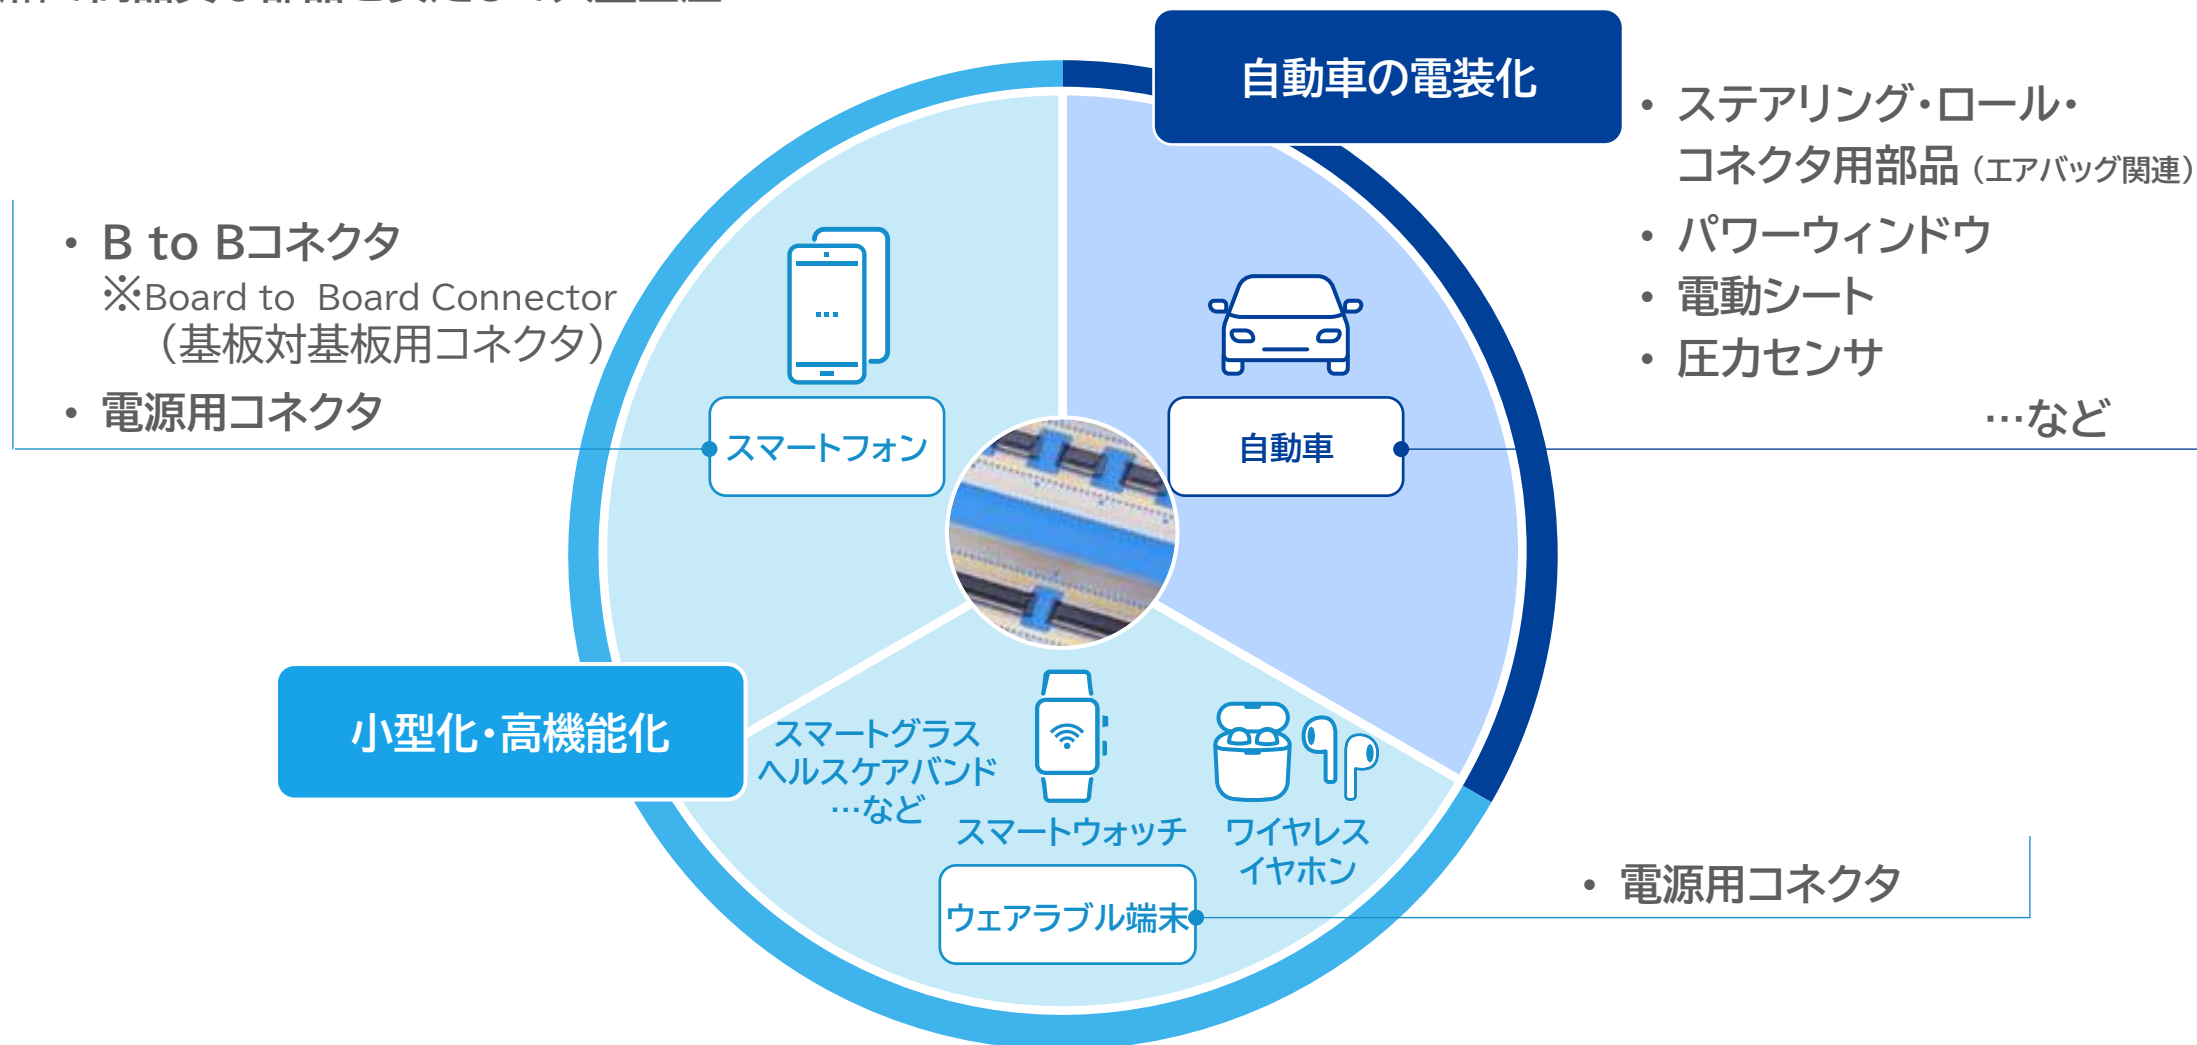 自動車の電装化
• ステアリング・ロール・
コネクタ用部品（エアバッグ関連）
• パワーウィンドウ
• 電動シート
• 圧力センサ
…など
• B to Bコネクタ
※Board to Board Connector
（基板対基板用コネクタ）
• 電源用コネクタ
スマートフォン
自動車
小型化・高機能化
スマートグラス
ヘルスケアバンド
…など
スマートウォッチ
ワイヤレス
イヤホン
ウェアラブル端末
• 電源用コネクタ